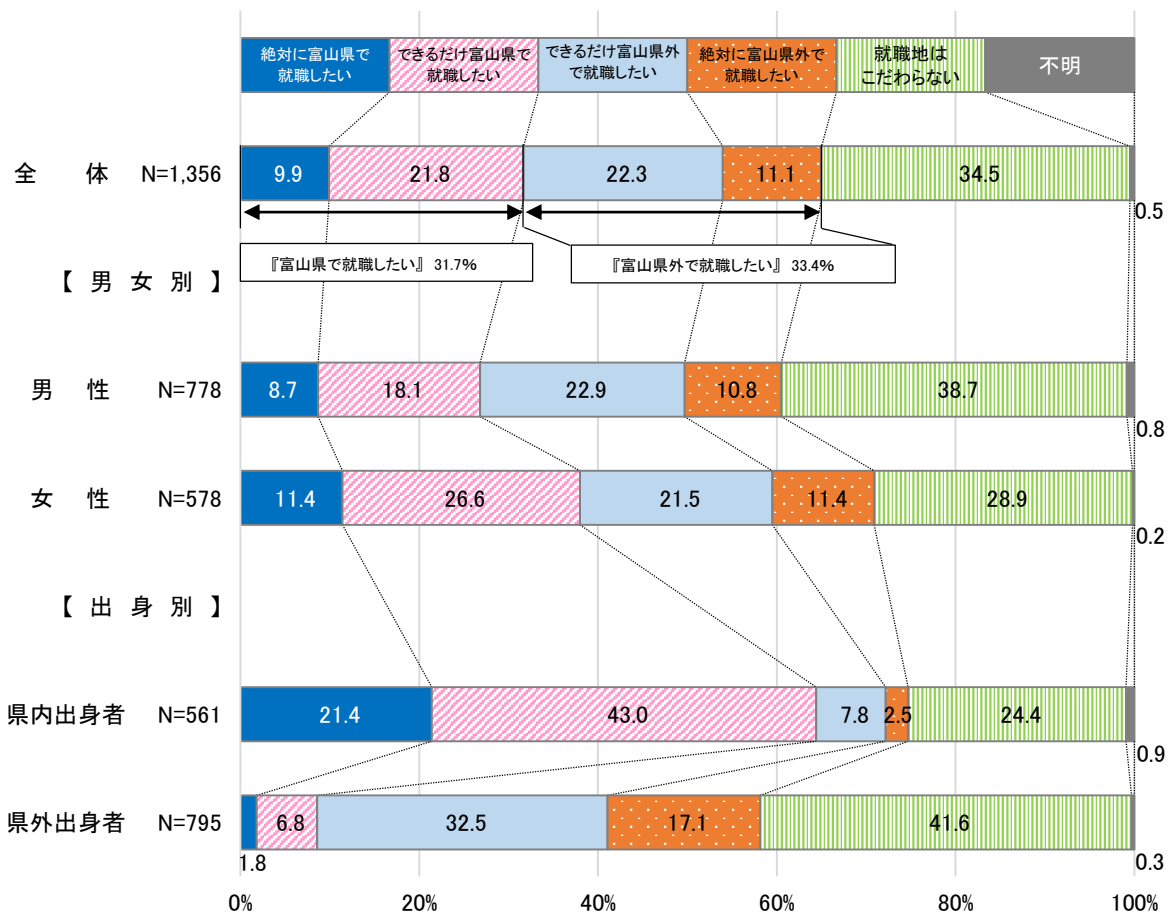 絶対に富山県で
就職したい
できるだけ富山県で
就職したい
できるだけ富山県外
で就職したい
絶対に富山県外で
就職したい
就職地は
こだわらない
不明
全 体 N=1,356
9.9 21.8 22.3 11.1 34.5
0.5
『富山県で就職したい』 31.7%
『富山県外で就職したい』 33.4%
【 男 女 別 】
男 性 N=778
8.7 18.1 22.9 10.8 38.7
0.8
女 性 N=578
11.4 26.6 21.5 11.4 28.9
0.2
【 出 身 別 】
県内出身者 N=561
21.4 43.0 7.8 2.5 24.4
0.9
県外出身者 N=795
6.8 32.5 17.1 41.6
1.8 0.3
0% 20% 40% 60% 80% 100%